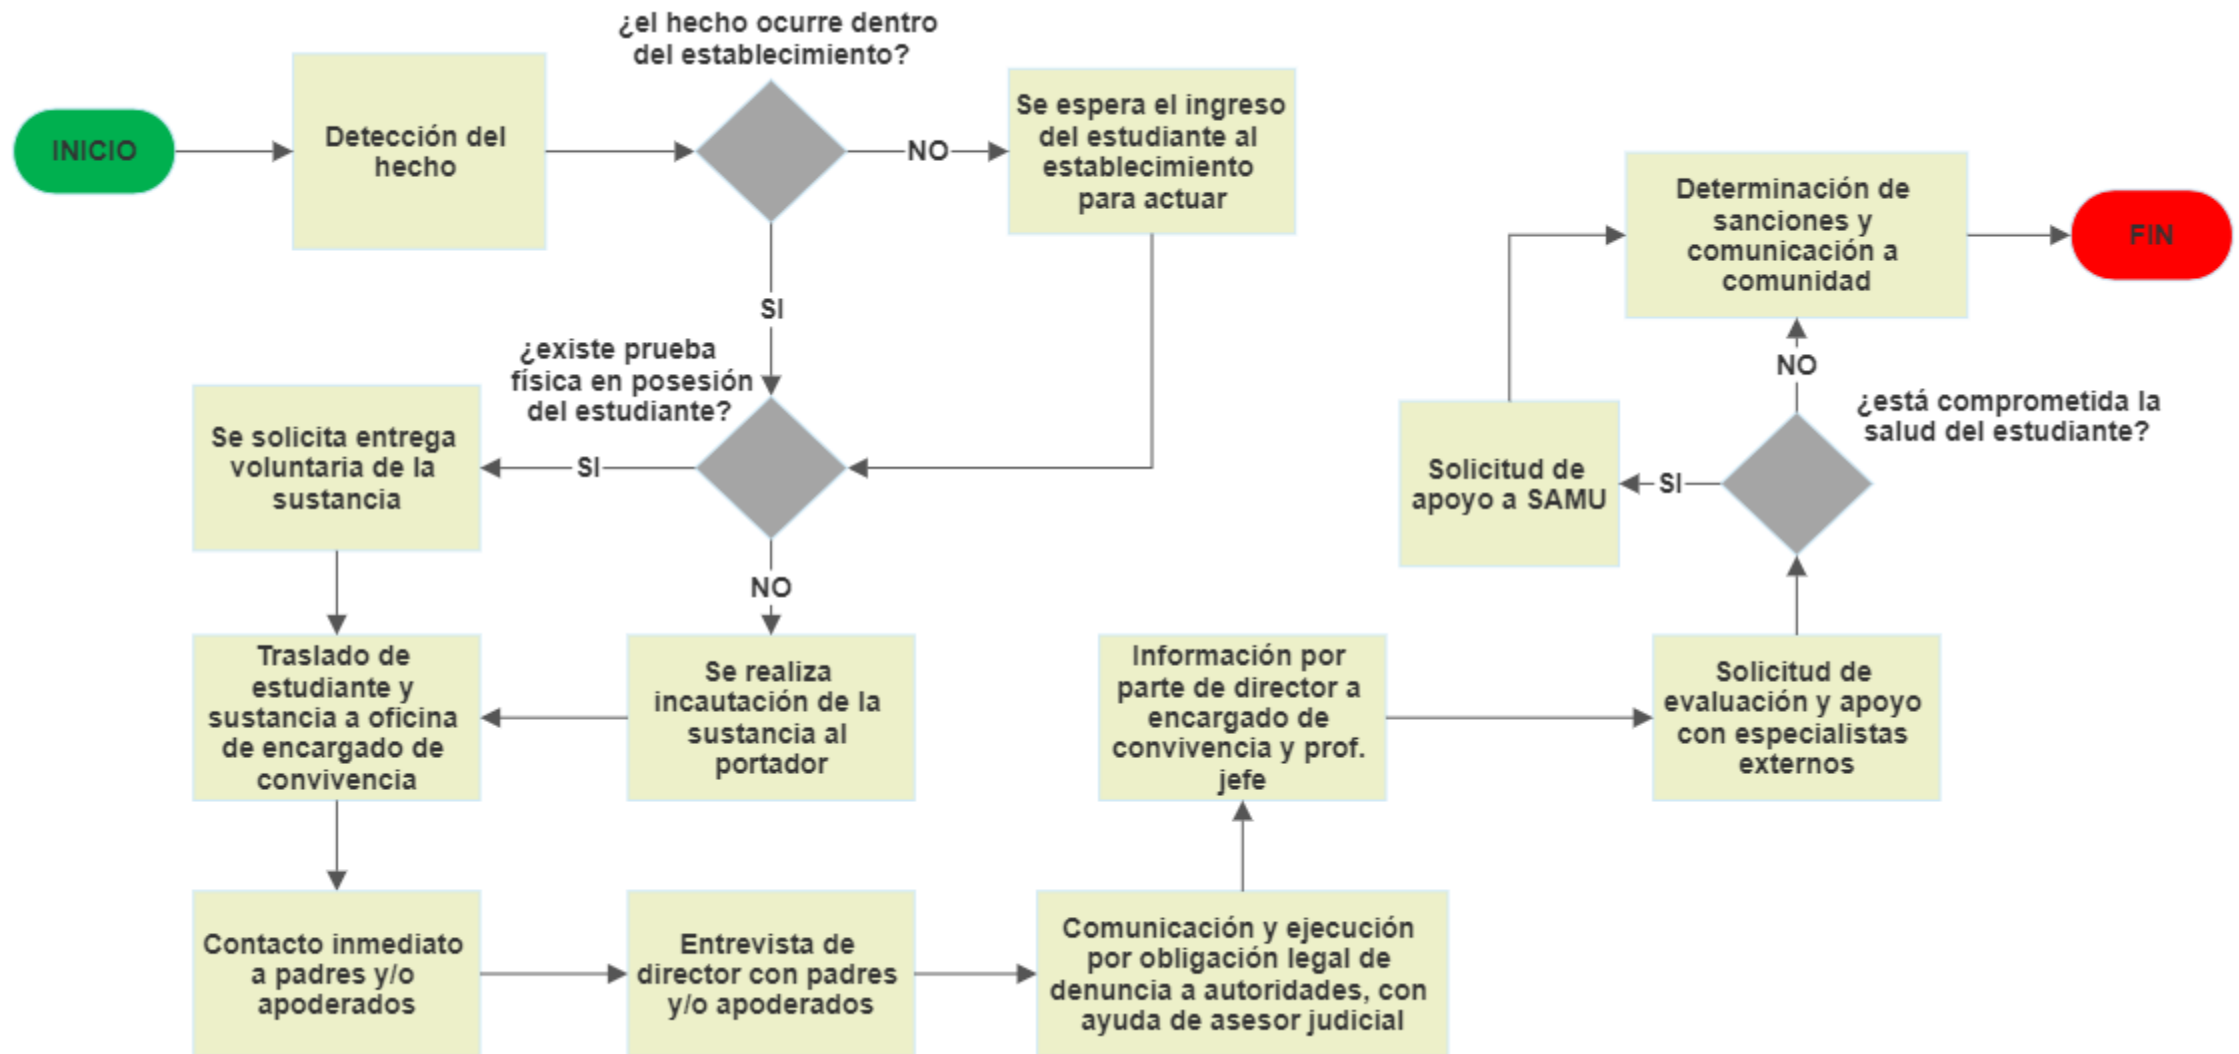 INICIO
Detección del
hecho
¿el hecho ocurre dentro
del establecimiento?
NO
Se espera el ingreso
del estudiante al
establecimiento
para actuar
SI
¿existe prueba
física en posesión
del estudiante?
SI
Se solicita entrega
voluntaria de la
sustancia
NO
Se realiza
incautación de la
sustancia al
portador
Traslado de
estudiante y
sustancia a oficina
de encargado de
convivencia
Contacto inmediato
a padres y/o
apoderados
Entrevista de
director con padres
y/o apoderados
Comunicación y ejecución
por obligación legal de
denuncia a autoridades, con
ayuda de asesor judicial
Información por
parte de director a
encargado de
convivencia y prof.
jefe
Solicitud de
evaluación y apoyo
con especialistas
externos
¿está comprometida la
salud del estudiante?
SI
Solicitud de
apoyo a SAMU
NO
Determinación de
sanciones y
comunicación a
comunidad
FIN